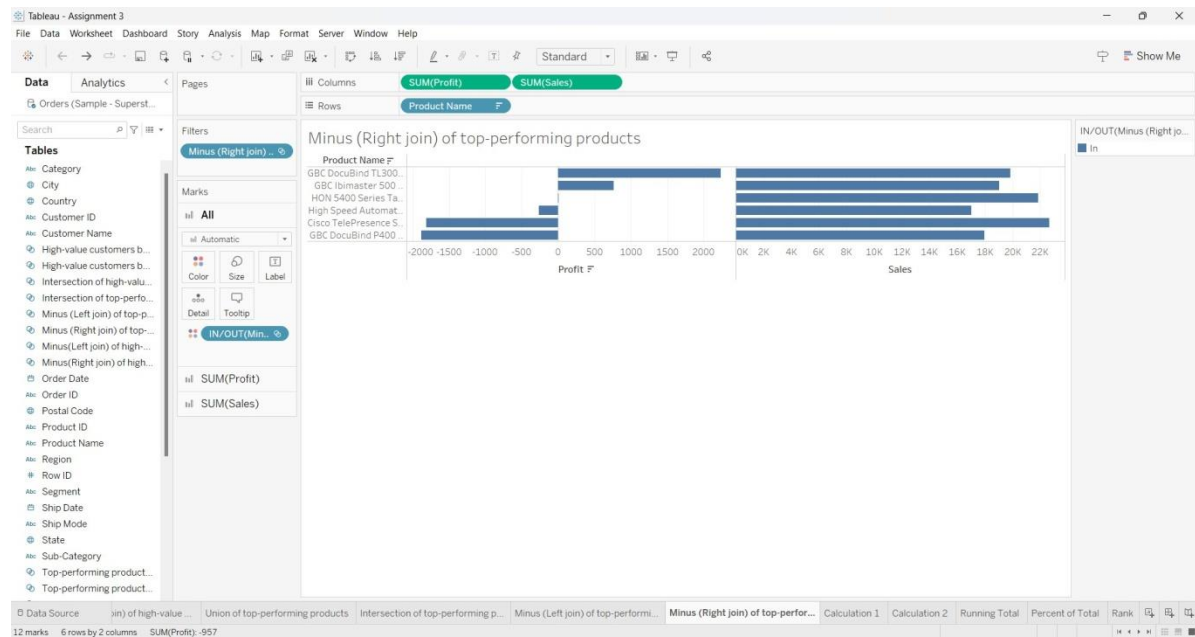 Tableau - Assignment 3
File Data Worksheet Dashboard Story Analysis Map Format Server Window Help
Standard
Show Me
Data Analytics
Orders (Sample - Superst...
Search
Tables
Abc Category
City
Country
Abc Customer ID
Abc Customer Name
High-value customers b...
High-value customers b...
Intersection of high-valu...
Intersection of top-perfo...
Minus (Left join) of top-p...
Minus (Right join) of top-...
Minus(Left join) of high-...
Minus(Right join) of high...
Order Date
Abc Order ID
Postal Code
Abc Product ID
Abc Product Name
Abc Region
# Row ID
Abc Segment
Ship Date
Abc Ship Mode
State
Abc Sub-Category
Top-performing product...
Top-performing product...
Pages
Filters
Minus (Right join) ..
Marks
All
Automatic
Color Size Label
Detail Tooltip
IN/OUT(Min..
SUM(Profit)
SUM(Sales)
Columns SUM(Profit) SUM(Sales)
Rows Product Name
Minus (Right join) of top-performing products
Product Name
GBC DocuBind TL300..
GBC Ibimaster 500 ..
HON 5400 Series Ta..
High Speed Automat..
Cisco TelePresence S..
GBC DocuBind P400 ..
-2000 -1500 -1000 -500 0 500 1000 1500 2000
0K 2K 4K 6K 8K 10K 12K 14K 16K 18K 20K 22K
Profit Sales
IN/OUT(Minus (Right jo...
In
Data Source oin) of high-value ... Union of top-performing products Intersection of top-performing p... Minus (Left join) of top-performi... Minus (Right join) of top-perfor... Calculation 1 Calculation 2 Running Total Percent of Total Rank
12 marks 6 rows by 2 columns SUM(Profit): -957